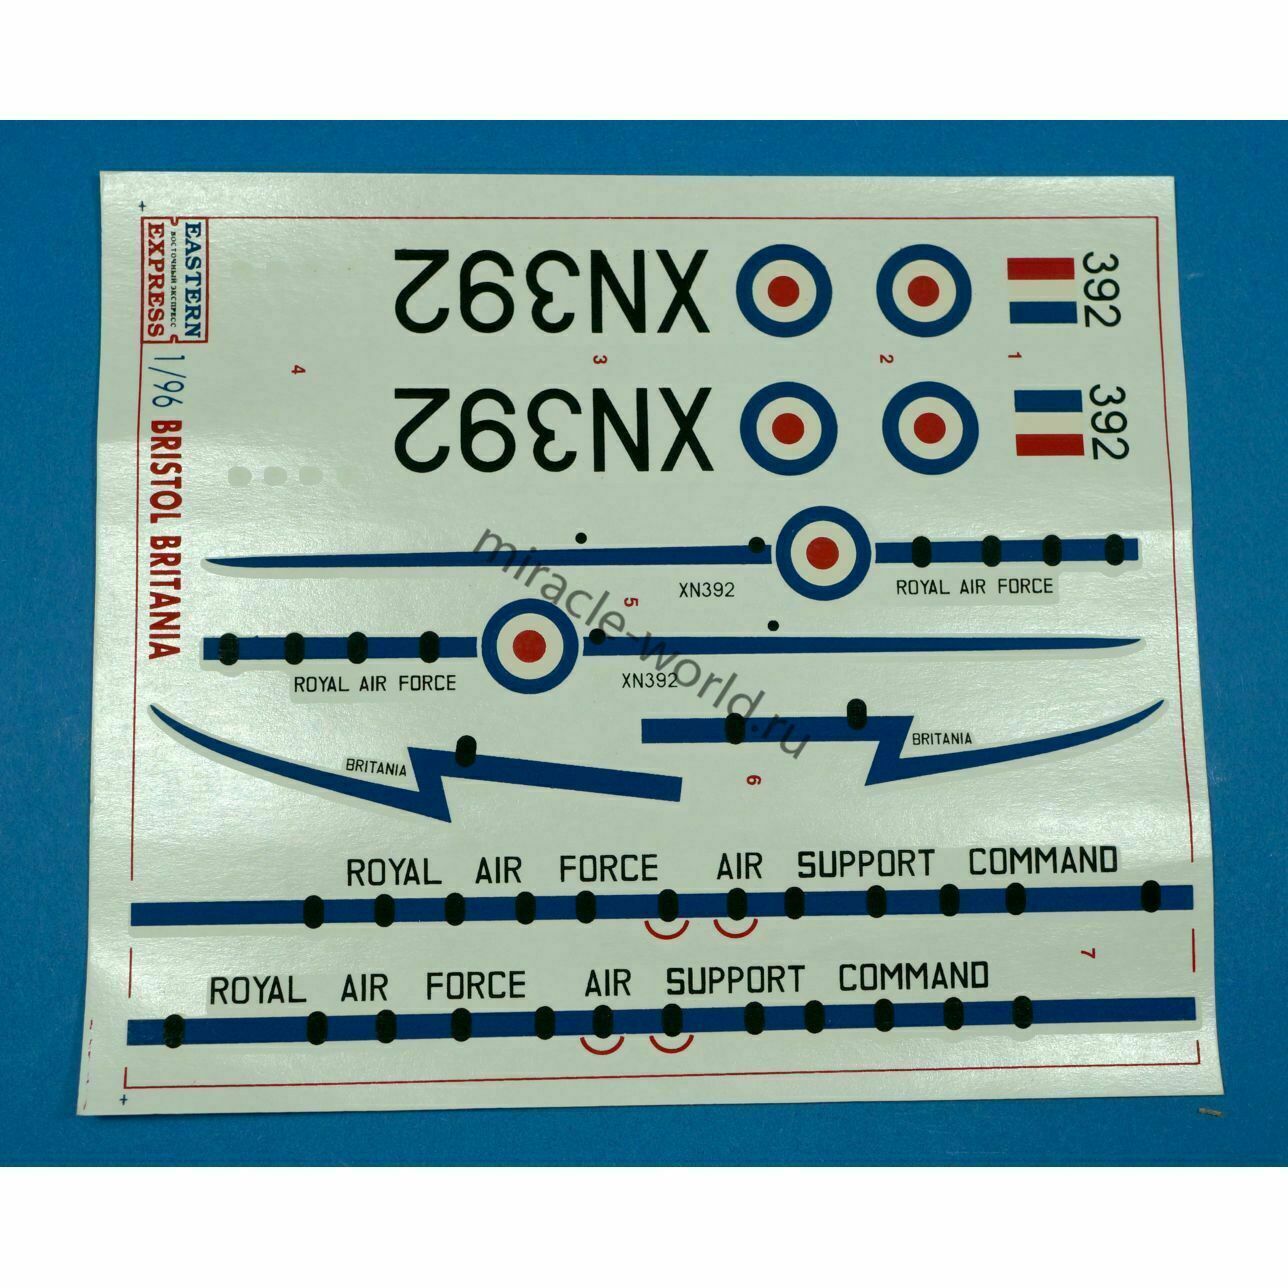 EASTERN
ВОСТОЧНЫЙ ЭКСПРЕСС
EXPRESS
1/96 BRISTOL BRITANIA
XN392
392
4
3
2
1
XN392
392
XN392
ROYAL AIR FORCE
5
ROYAL AIR FORCE
XN392
BRITANIA
BRITANIA
6
ROYAL AIR FORCE AIR SUPPORT COMMAND
7
ROYAL AIR FORCE AIR SUPPORT COMMAND
miracle-world.ru